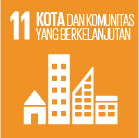 11 KOTA DAN KOMUNITAS
YANG BERKELANJUTAN